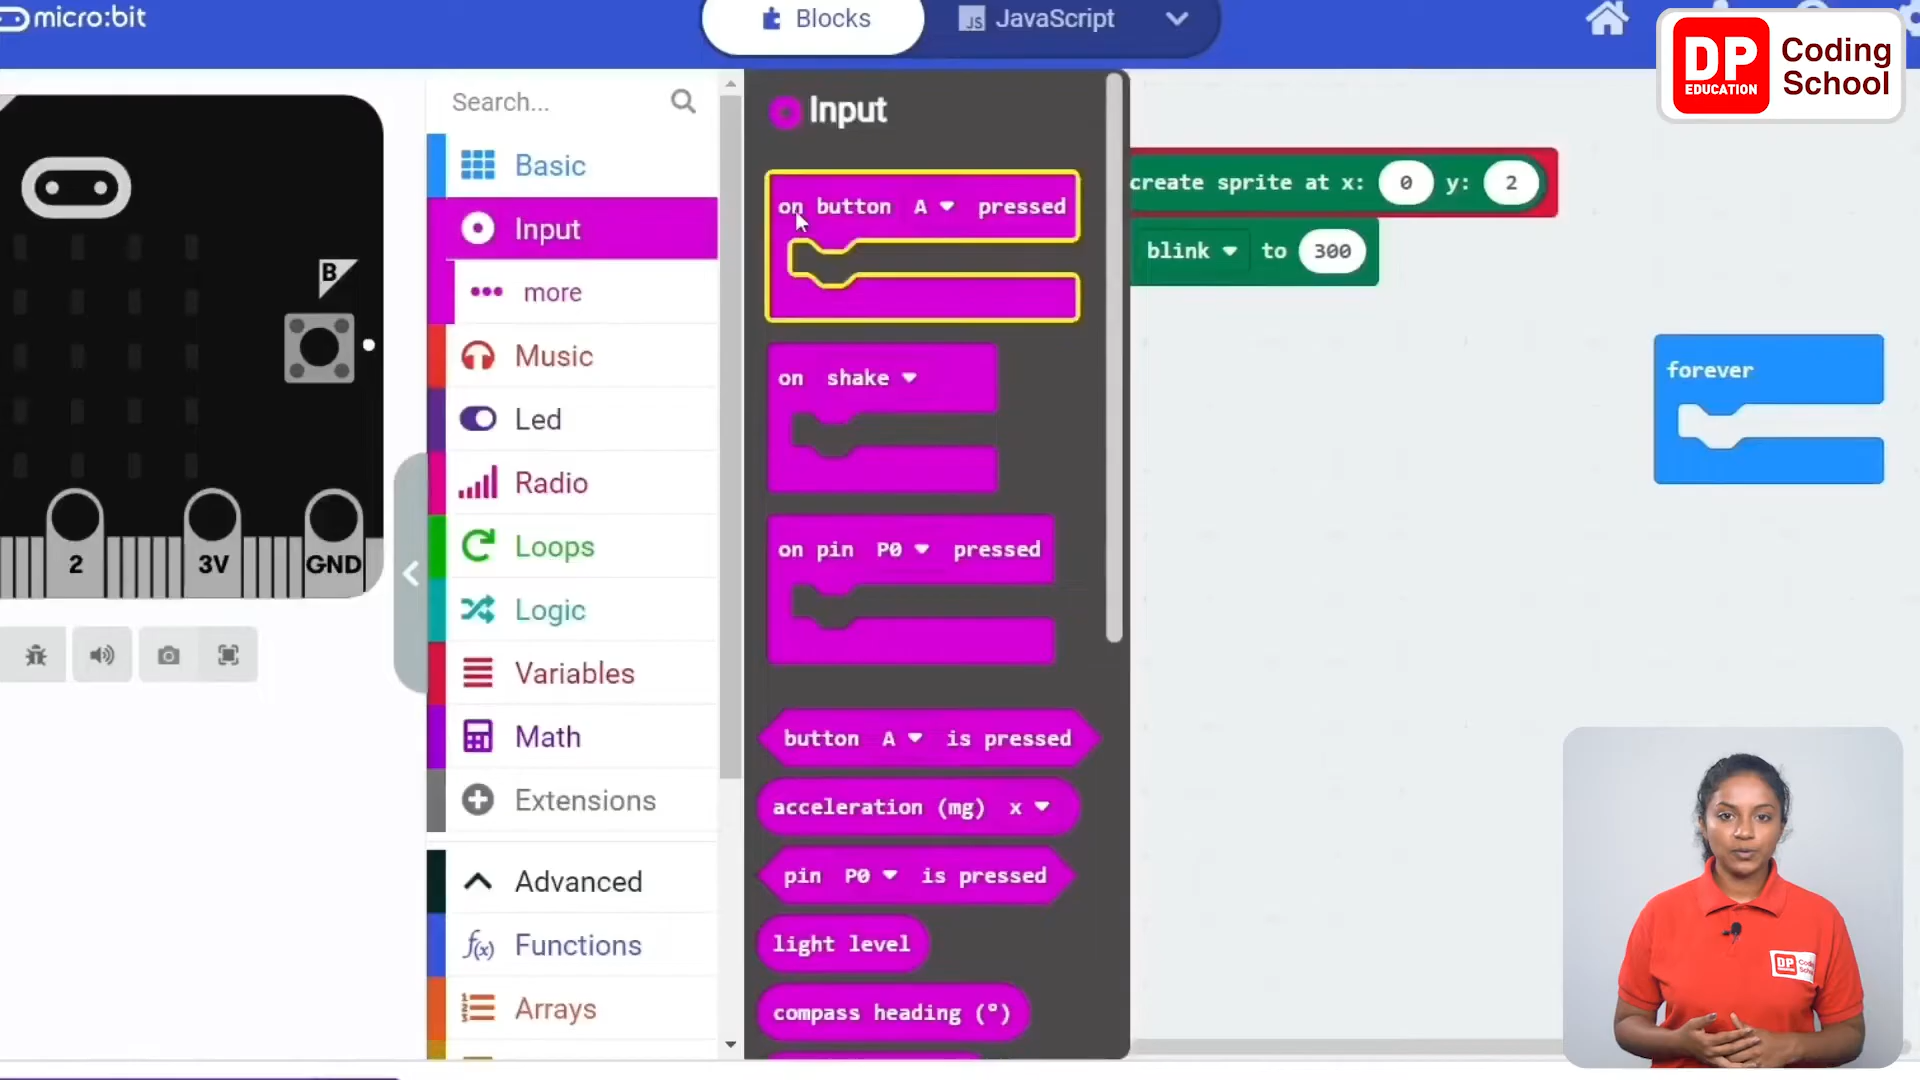 micro:bit
Blocks
JS JavaScript
DP EDUCATION
Coding School
Search...
Basic
Input
more
Music
Led
Radio
Loops
Logic
Variables
Math
Extensions
Advanced
f(x) Functions
Arrays
Input
on button A pressed
on shake
on pin P0 pressed
button A is pressed
acceleration (mg) x
pin P0 is pressed
light level
compass heading (°)
create sprite at x: 0 y: 2
blink to 300
forever
B
2 3V GND
DP